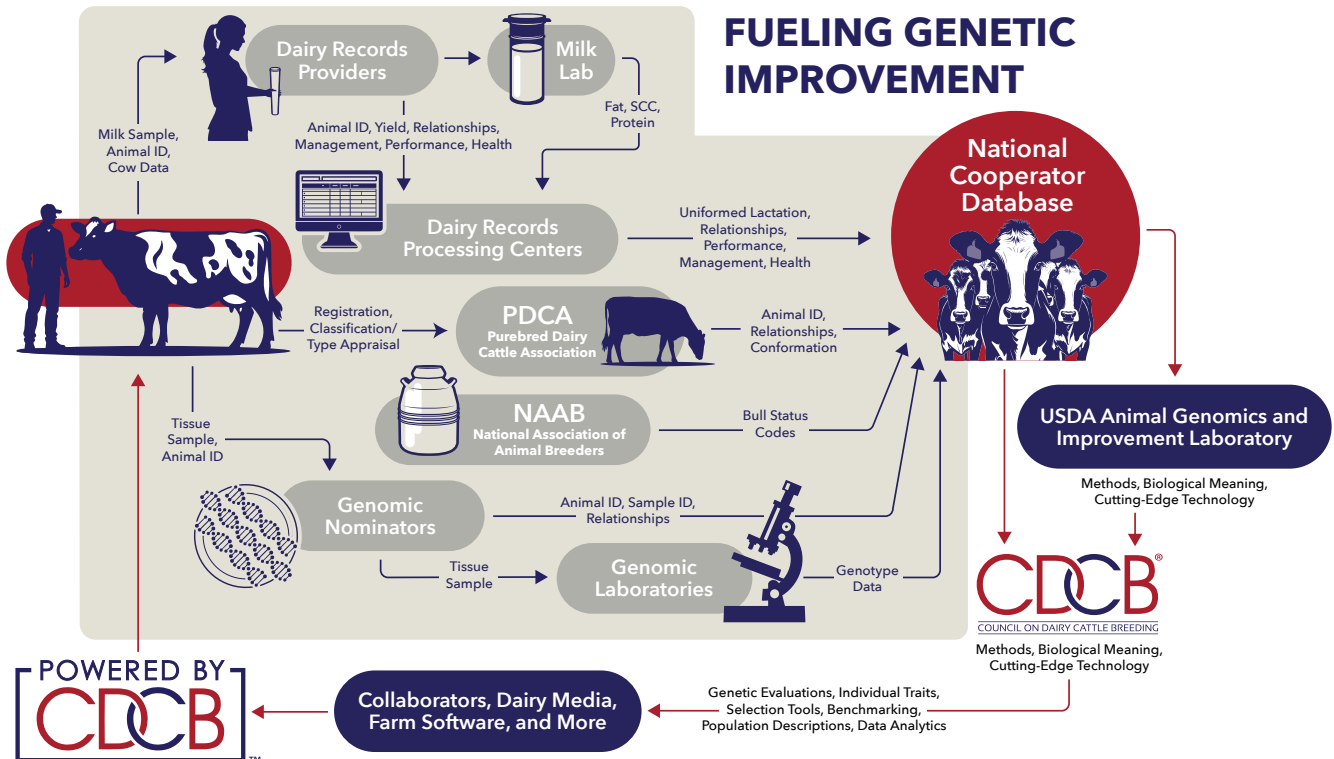 FUELING GENETIC
IMPROVEMENT
Dairy Records
Providers
Milk
Lab
Fat, SCC,
Protein
Milk Sample,
Animal ID,
Cow Data
Animal ID, Yield, Relationships,
Management, Performance, Health
National
Cooperator
Database
Dairy Records
Processing Centers
Uniformed Lactation,
Relationships,
Performance,
Management, Health
Registration,
Classification/
Type Appraisal
PDCA
Purebred Dairy
Cattle Association
Animal ID,
Relationships,
Conformation
NAAB
National Association of
Animal Breeders
Bull Status
Codes
USDA Animal Genomics and
Improvement Laboratory
Methods, Biological Meaning,
Cutting-Edge Technology
Tissue
Sample,
Animal ID
Genomic
Nominators
Animal ID, Sample ID,
Relationships
Tissue
Sample
Genomic
Laboratories
Genotype
Data
CDCB®
COUNCIL ON DAIRY CATTLE BREEDING
Methods, Biological Meaning,
Cutting-Edge Technology
Genetic Evaluations, Individual Traits,
Selection Tools, Benchmarking,
Population Descriptions, Data Analytics
Collaborators, Dairy Media,
Farm Software, and More
POWERED BY
CDCB
TM